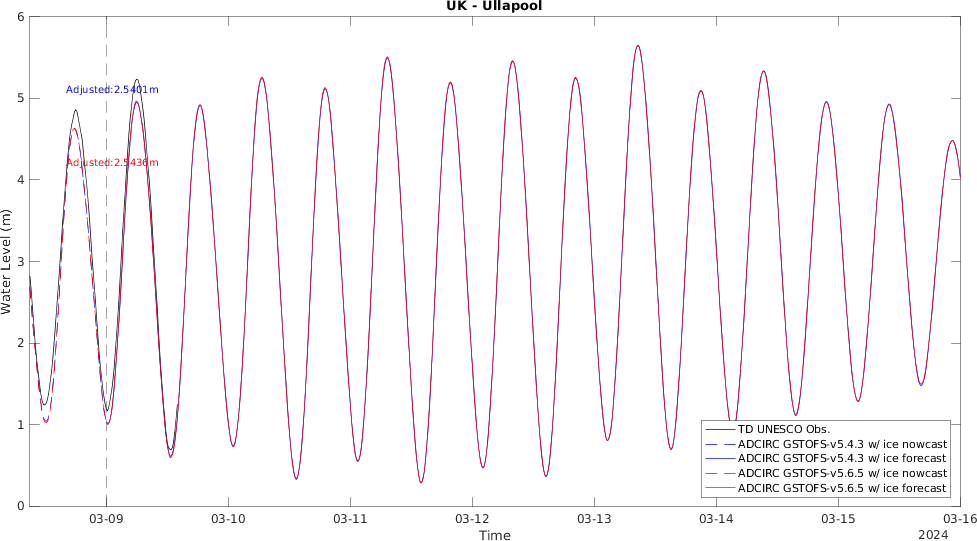 UK - Ullapool
6
5
4
3
2
1
0
Water Level (m)
Adjusted:2.5401m
Adjusted:2.5436m
TD UNESCO Obs.
ADCIRC GSTOFS-v5.4.3 w/ ice nowcast
ADCIRC GSTOFS-v5.4.3 w/ ice forecast
ADCIRC GSTOFS-v5.6.5 w/ ice nowcast
ADCIRC GSTOFS-v5.6.5 w/ ice forecast
03-09 03-10 03-11 03-12 03-13 03-14 03-15 03-16
Time
2024